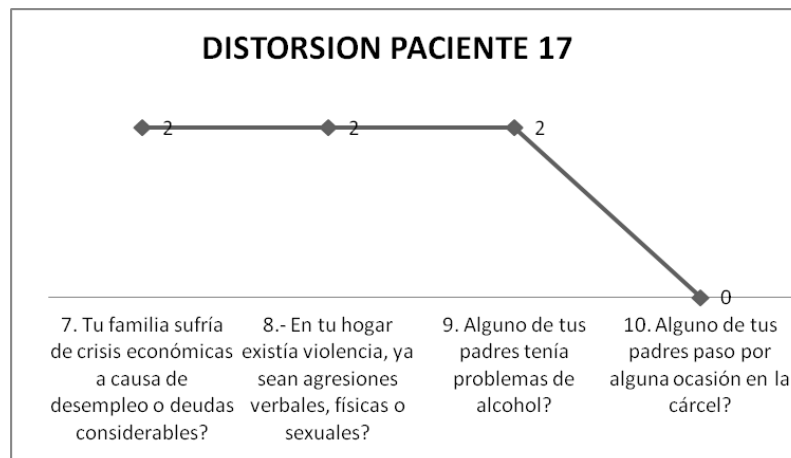 DISTORSION PACIENTE 17
2
2
2
0
7. Tu familia sufría
de crisis económicas
a causa de
desempleo o deudas
considerables?
8.- En tu hogar
existía violencia, ya
sean agresiones
verbales, físicas o
sexuales?
9. Alguno de tus
padres tenía
problemas de
alcohol?
10. Alguno de tus
padres paso por
alguna ocasión en la
cárcel?